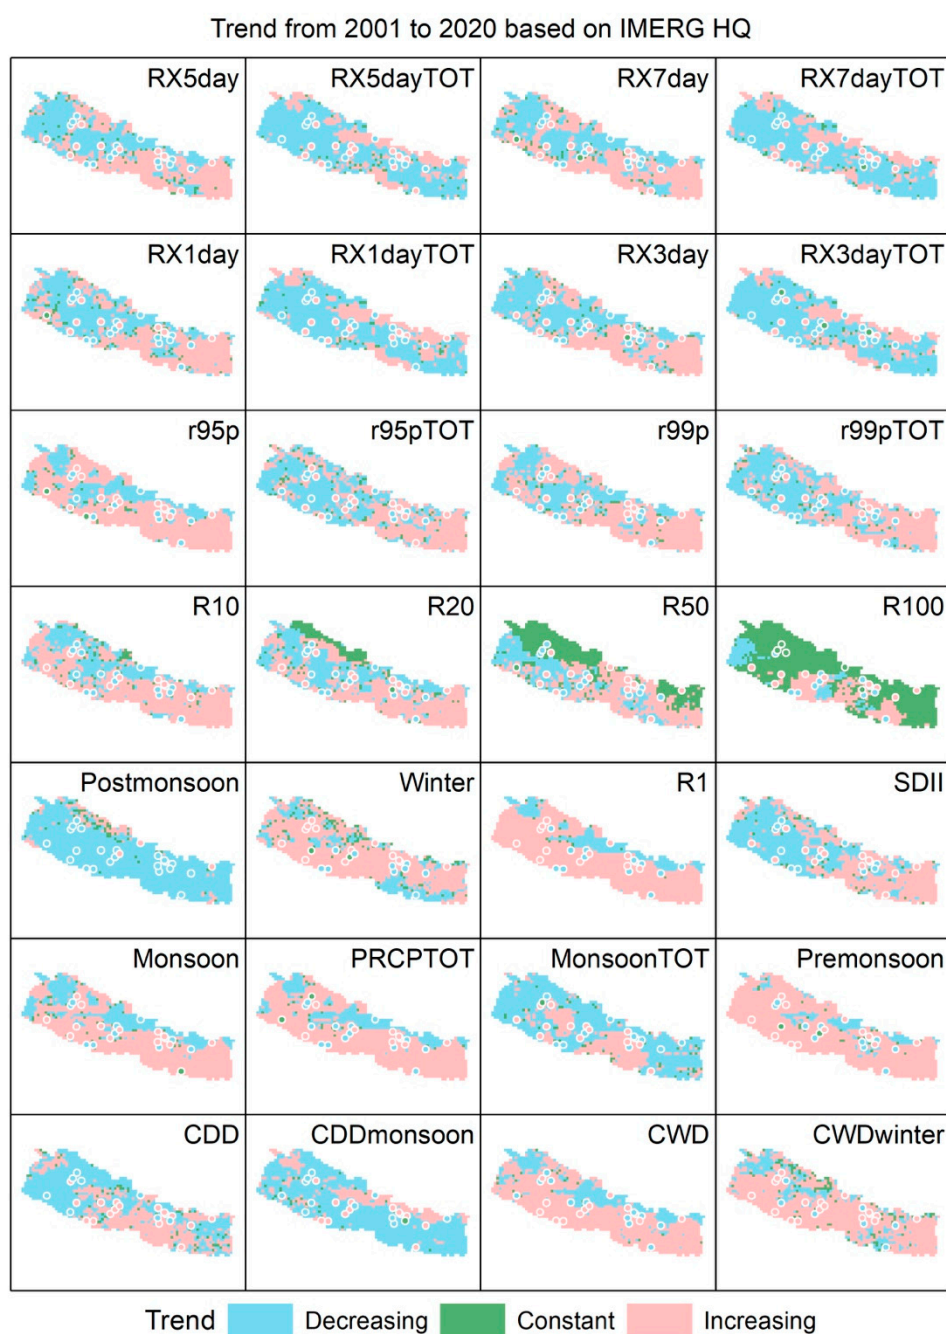 Trend from 2001 to 2020 based on IMERG HQ
RX5day RX5dayTOT RX7day RX7dayTOT
RX1day RX1dayTOT RX3day RX3dayTOT
r95p r95pTOT r99p r99pTOT
R10 R20 R50 R100
Postmonsoon Winter R1 SDII
Monsoon PRCPTOT MonsoonTOT Premonsoon
CDD CDDmonsoon CWD CWDwinter
Trend Decreasing Constant Increasing